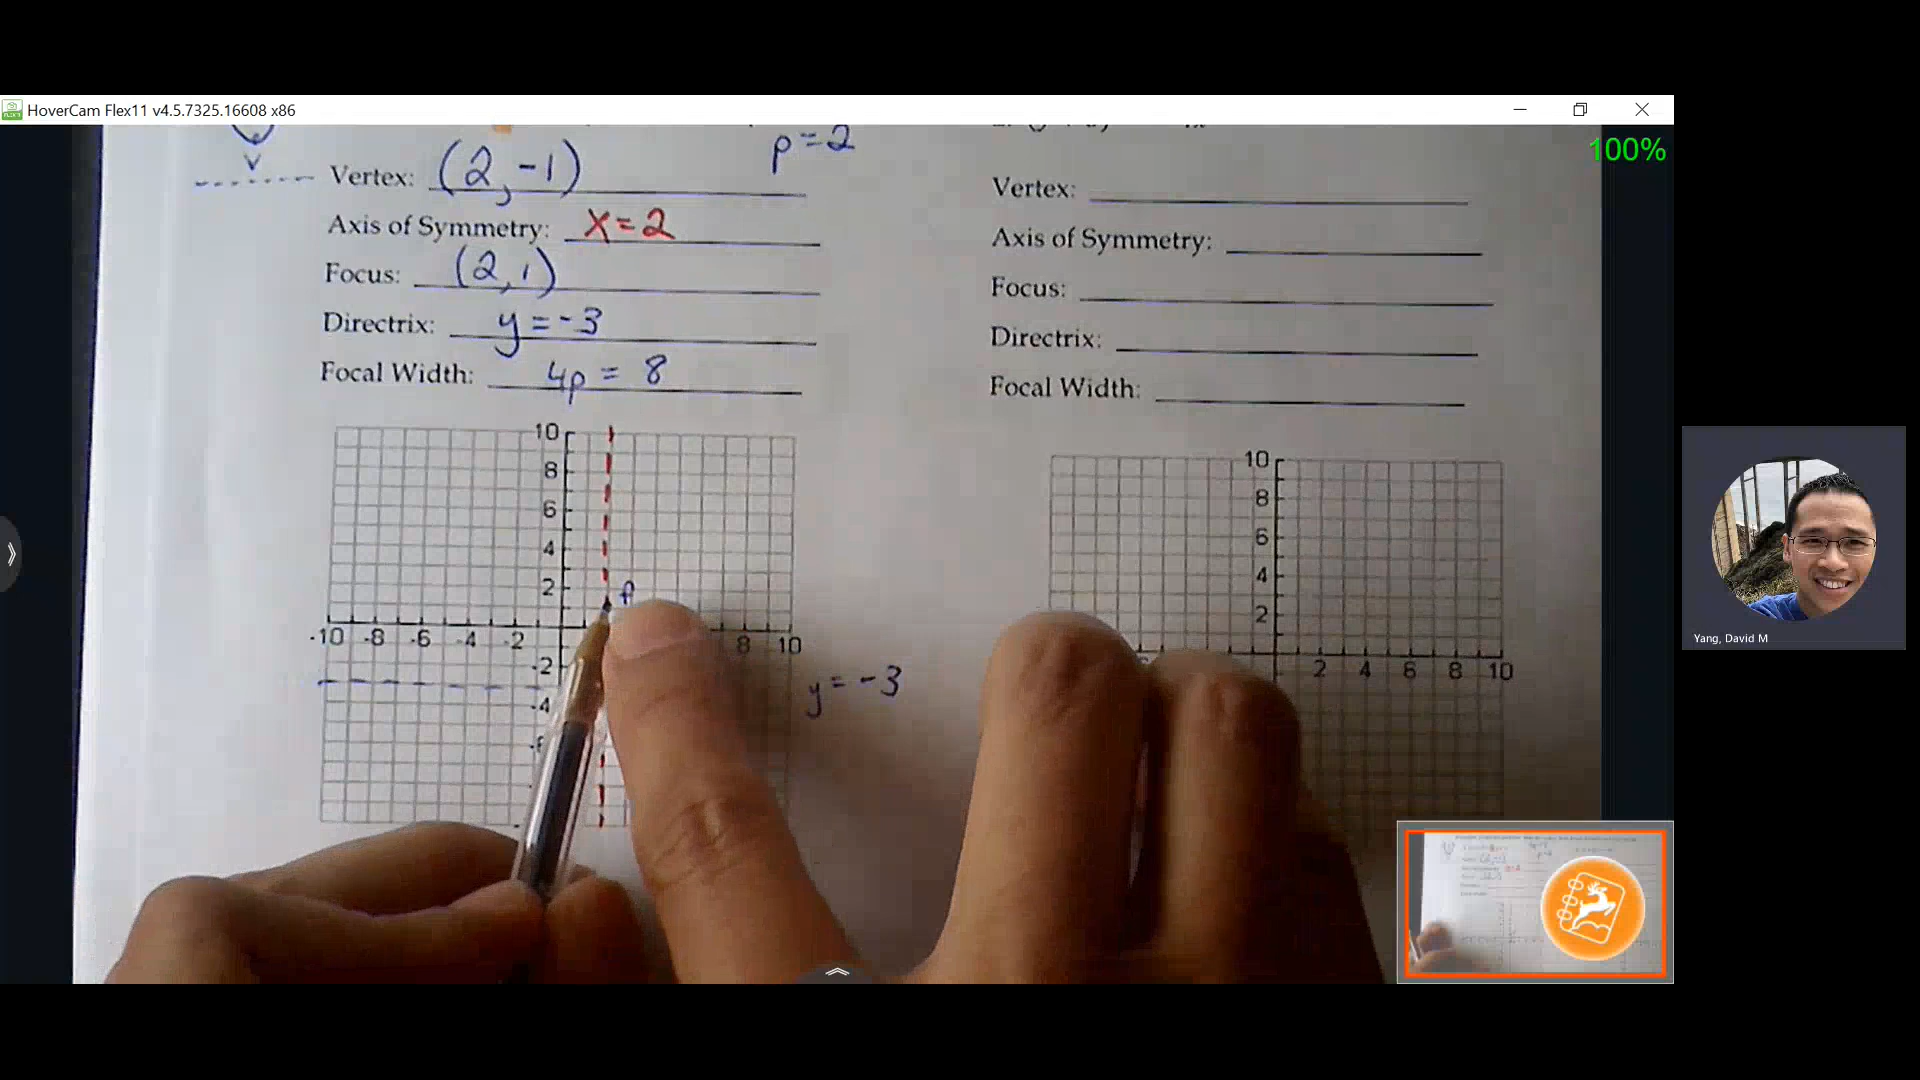 HoverCam Flex11 v4.5.7325.16608 x86
100%
p=2
v
Vertex: (2,-1)
Axis of Symmetry: x=2
Focus: (2,1)
Directrix: y=-3
Focal Width: 4p = 8
Vertex:
Axis of Symmetry:
Focus:
Directrix:
Focal Width:
10
8
6
4
2
-10 -8 -6 -4 -2 8 10
-2
-4
y=-3
10
8
6
4
2
2 4 6 8 10
Yang, David M